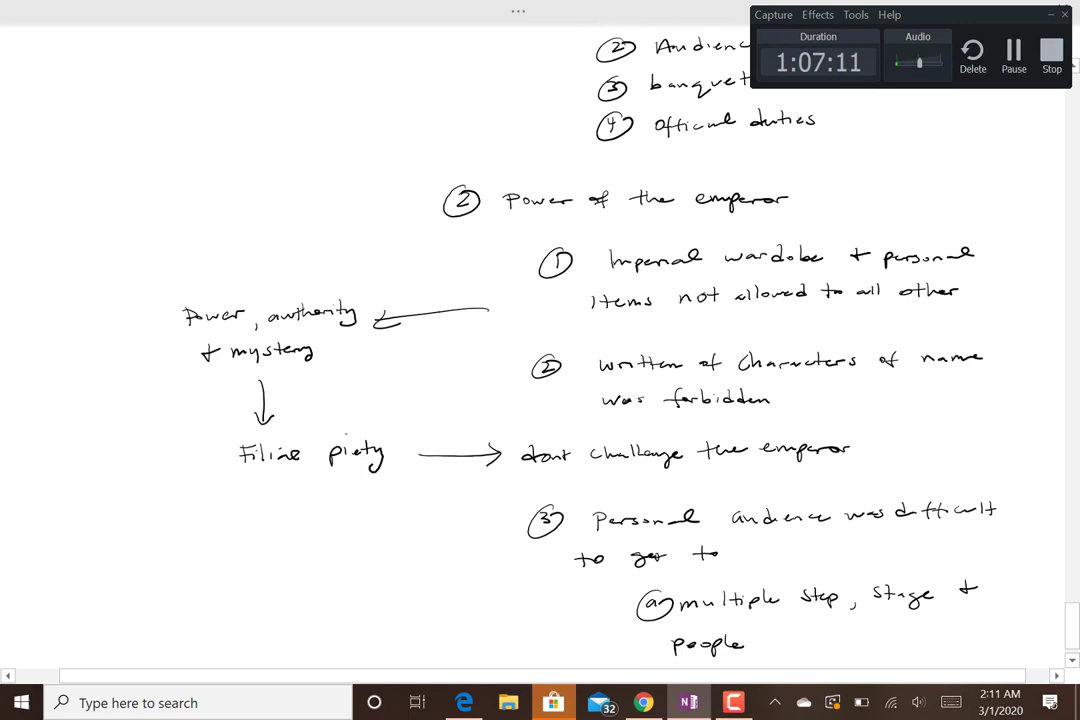 Capture Effects Tools Help
Duration
Audio
1:07:11
Delete Pause Stop
② Audienc
③ banquet
④ Official duties
② Power of the emperor
① Imperial wardobe + personal
items not allowed to all other
Power, authority
+ mystery
② written of characters of name
was forbidden
Filine piety → dont challenge the emperor
③ Personal audience was difficult
to get to
ⓐ multiple step, stage +
people
Type here to search
32
N
2:11 AM
3/1/2020